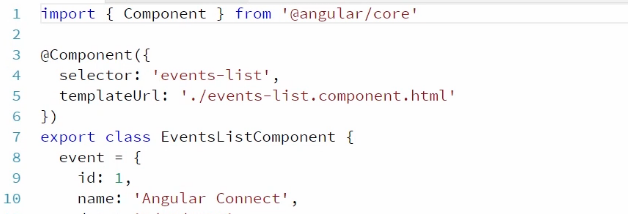 1 import { Component } from '@angular/core'
2
3 @Component({
4   selector: 'events-list',
5   templateUrl: './events-list.component.html'
6 })
7 export class EventsListComponent {
8   event = {
9     id: 1,
10     name: 'Angular Connect',